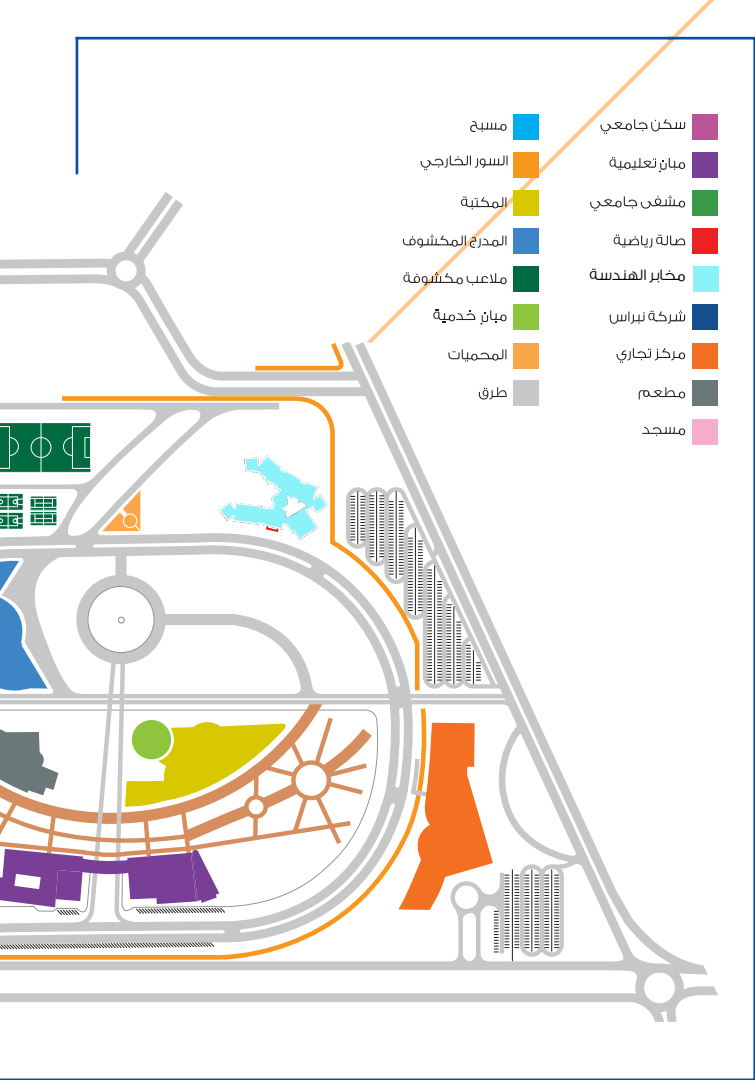 سكن جامعي
مبانٍ تعليمية
مشفى جامعي
صالة رياضية
مخابر الهندسة
شركة نبراس
مركز تجاري
مطعم
مسجد
مسبح
السور الخارجي
المكتبة
المدرج المكشوف
ملاعب مكشوفة
مبانٍ خدمية
المحميات
طرق